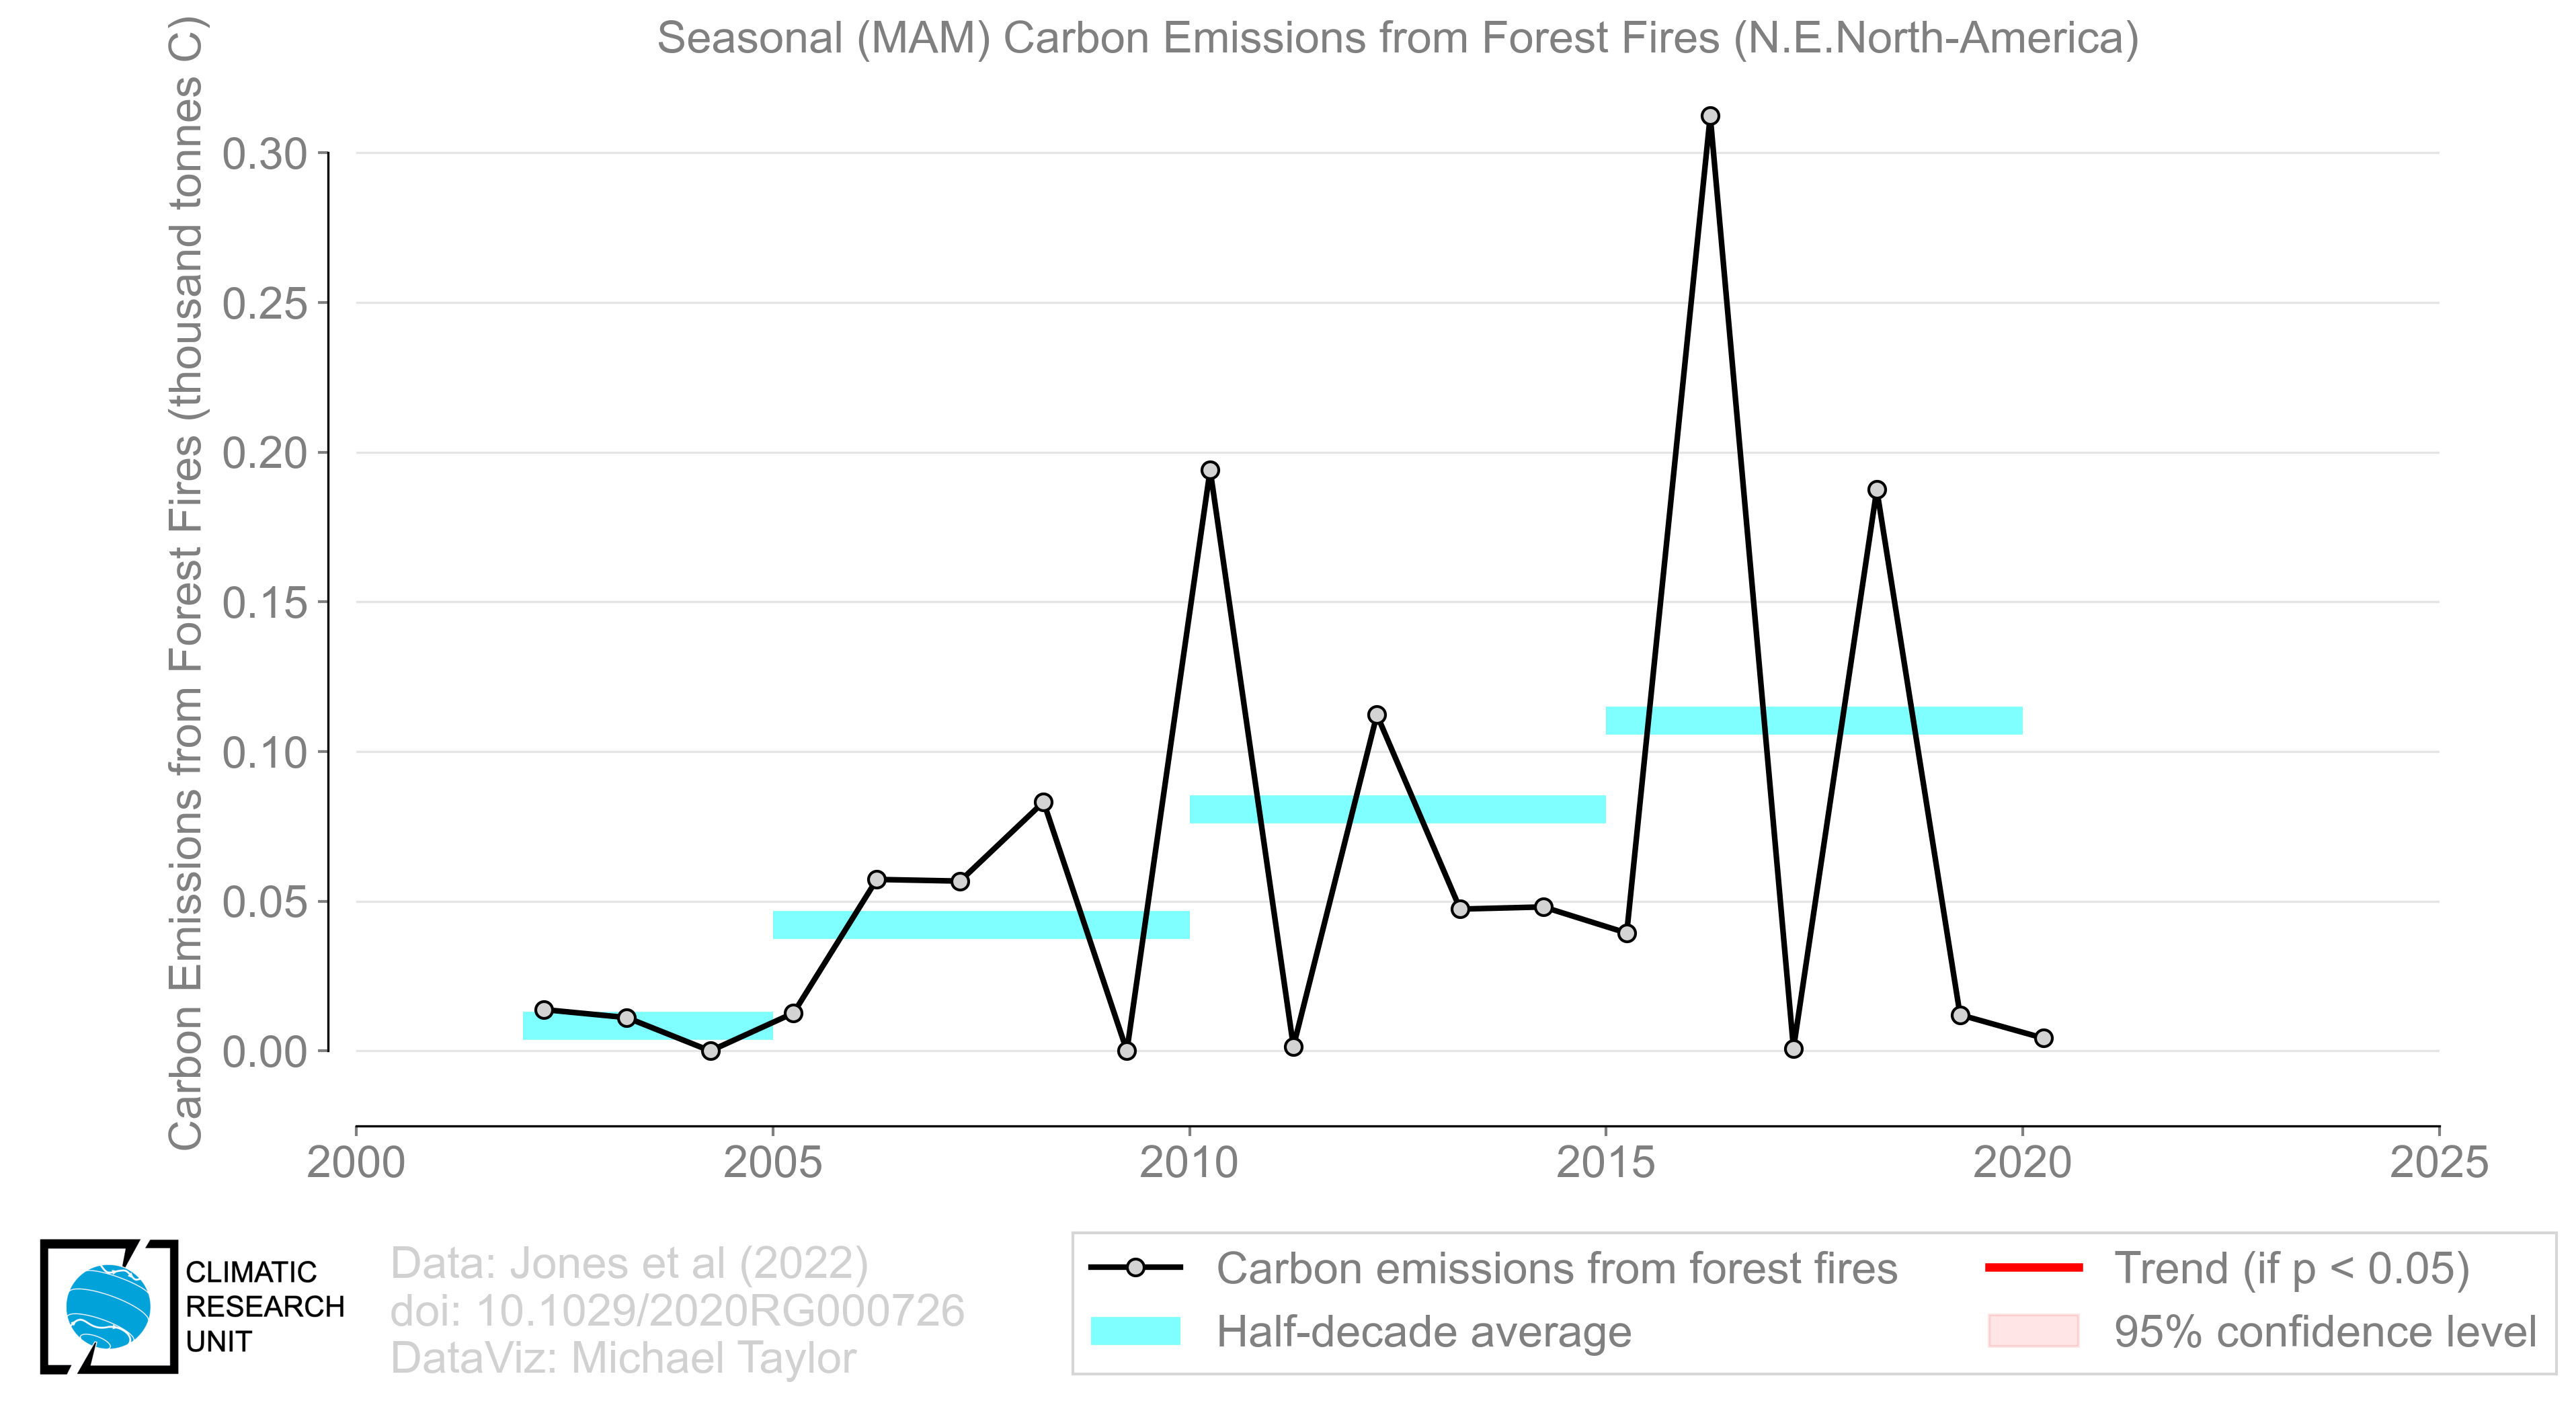 Seasonal (MAM) Carbon Emissions from Forest Fires (N.E.North-America)
Carbon Emissions from Forest Fires (thousand tonnes C)
0.30
0.25
0.20
0.15
0.10
0.05
0.00
2000 2005 2010 2015 2020 2025
CLIMATIC
RESEARCH
UNIT
Data: Jones et al (2022)
doi: 10.1029/2020RG000726
DataViz: Michael Taylor
Carbon emissions from forest fires
Half-decade average
Trend (if p < 0.05)
95% confidence level